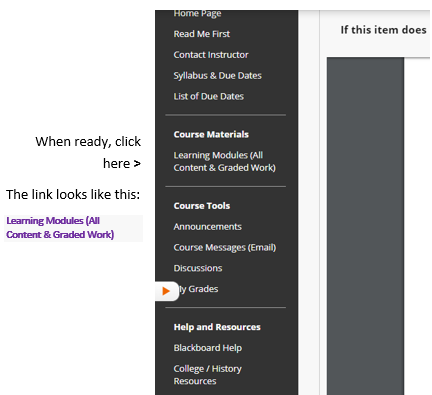 When ready, click
here >
The link looks like this:
Learning Modules (All
Content & Graded Work)
Home Page
Read Me First
Contact Instructor
Syllabus & Due Dates
List of Due Dates
Course Materials
Learning Modules (All
Content & Graded Work)
Course Tools
Announcements
Course Messages (Email)
Discussions
Grades
Help and Resources
Blackboard Help
College / History
Resources
If this item does